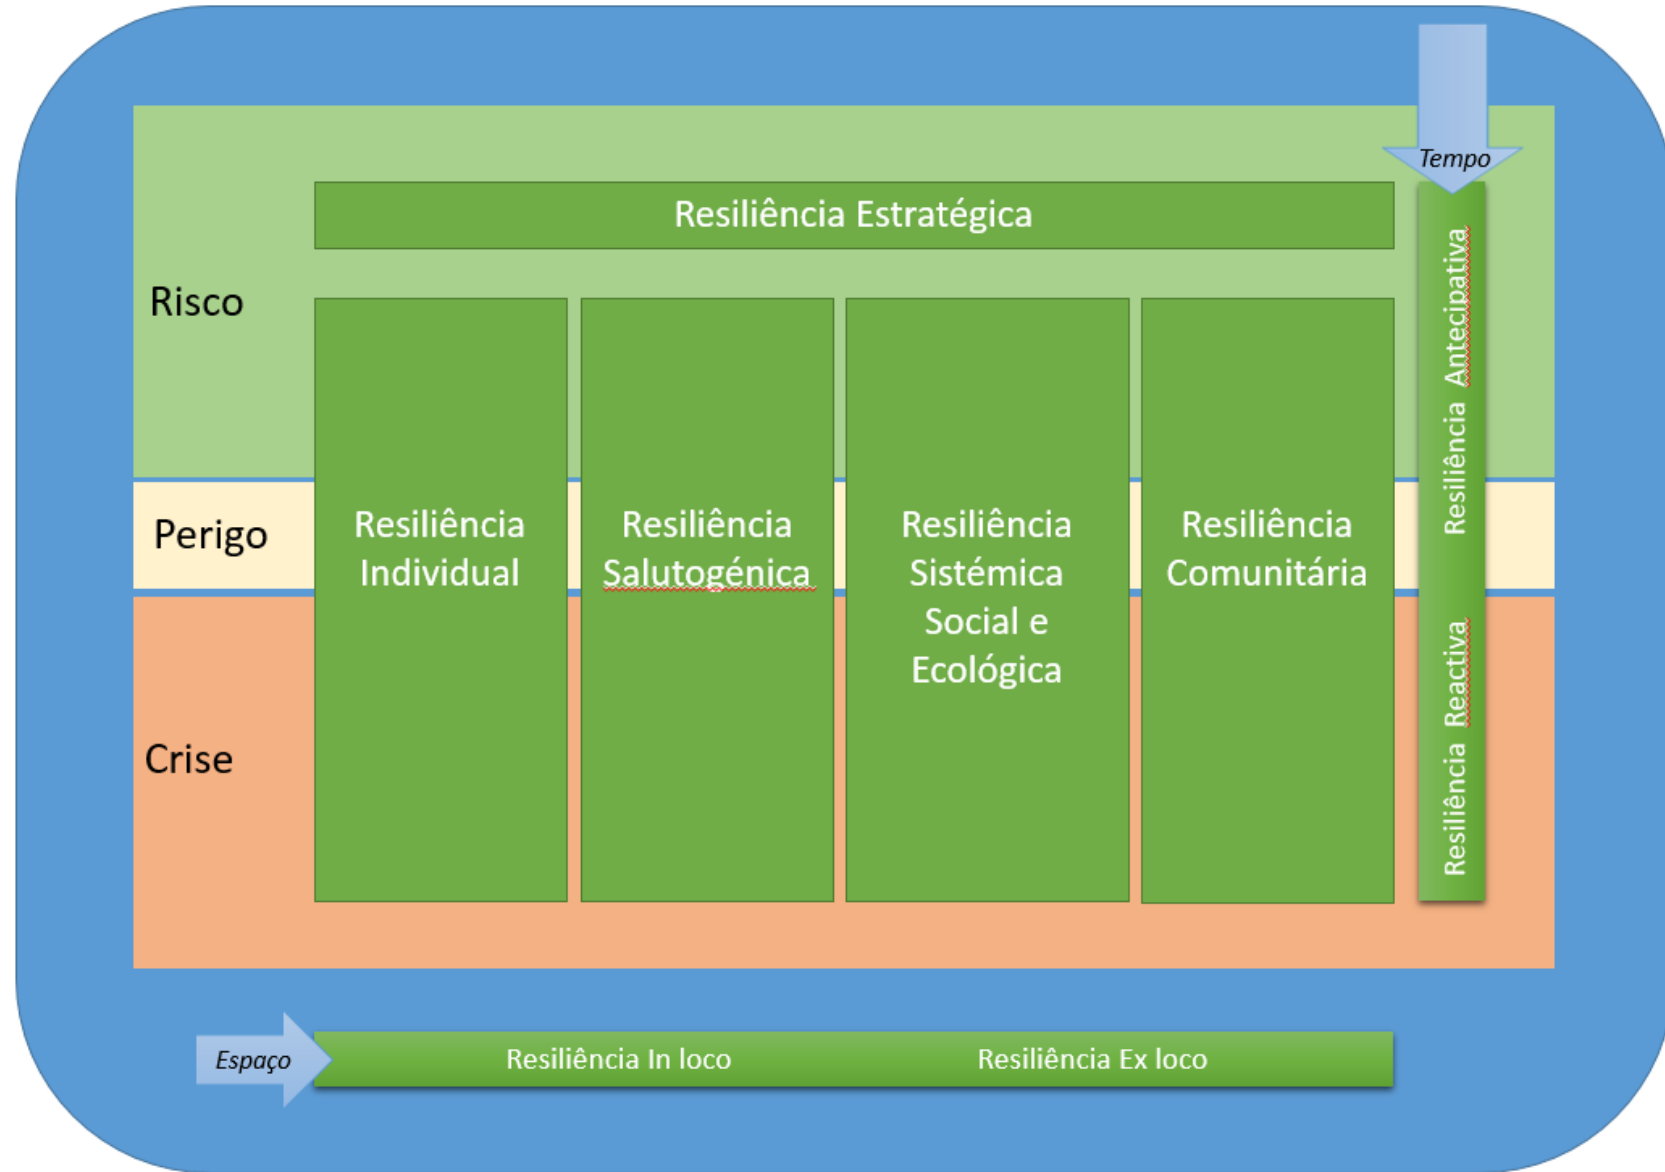 Tempo
Resiliência Estratégica
Risco
Resiliência Antecipativa
Perigo
Resiliência
Individual
Resiliência
Salutogénica
Resiliência
Sistémica
Social e
Ecológica
Resiliência
Comunitária
Resiliência Reactiva
Crise
Espaço
Resiliência In loco
Resiliência Ex loco